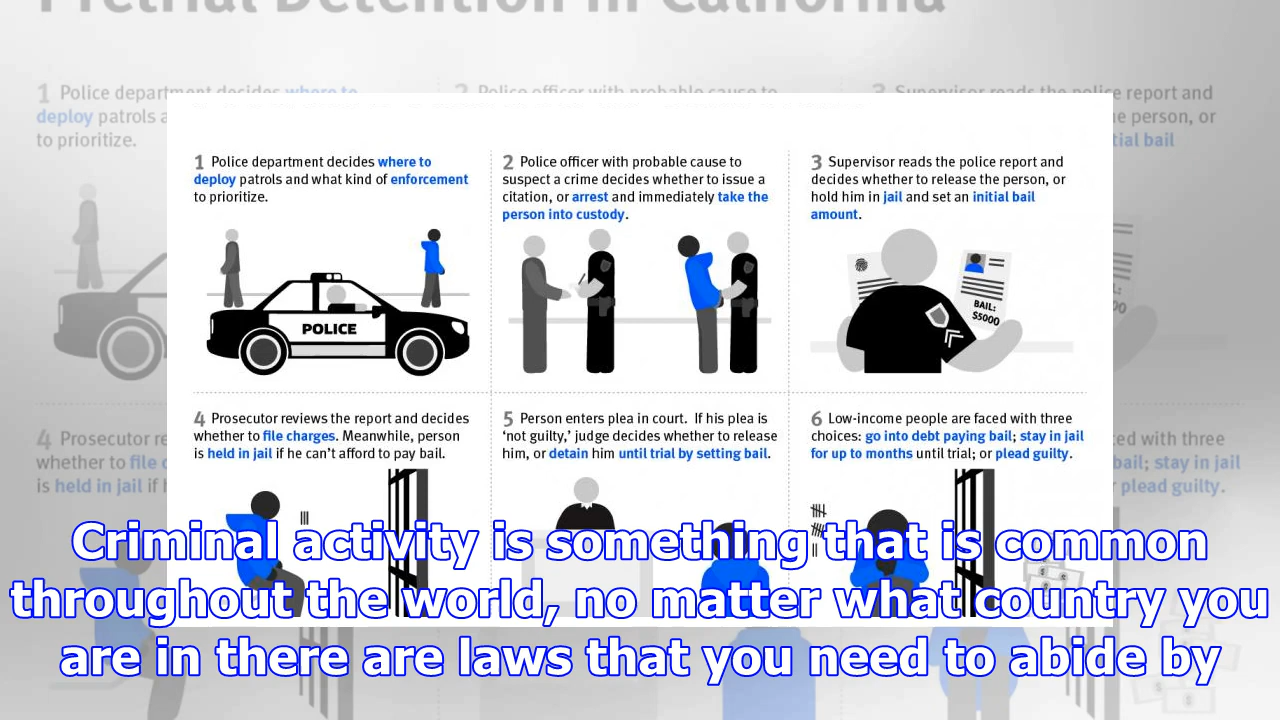 Pretrial Detention in California
1 Police department decides where to
deploy patrols and what kind of enforcement
to prioritize.
2 Police officer with probable cause to
suspect a crime decides whether to issue a
citation, or arrest and immediately take the
person into custody.
3 Supervisor reads the police report and
decides whether to release the person, or
hold him in jail and set an initial bail
amount.
POLICE
BAIL:
$5000
4 Prosecutor reviews the report and decides
whether to file charges. Meanwhile, person
is held in jail if he can’t afford to pay bail.
5 Person enters plea in court. If his plea is
‘not guilty,’ judge decides whether to release
him, or detain him until trial by setting bail.
6 Low-income people are faced with three
choices: go into debt paying bail; stay in jail
for up to months until trial; or plead guilty.
Criminal activity is something that is common
throughout the world, no matter what country you
are in there are laws that you need to abide by